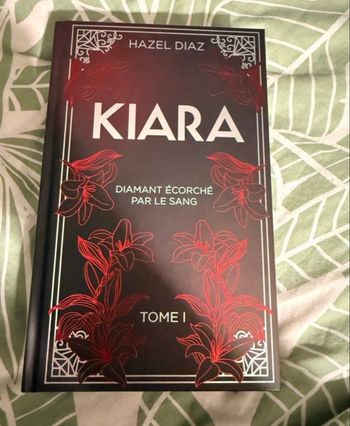 HAZEL DIAZ
KIARA
DIAMANT ÉCORCHÉ
PAR LE SANG
TOME I